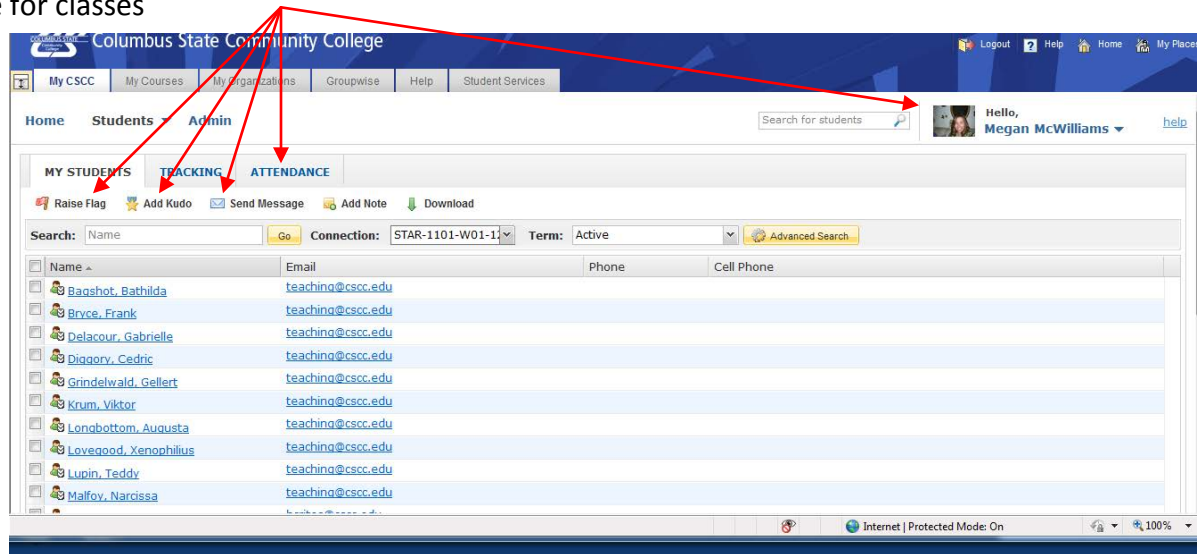 for classes
Columbus State Community College
Logout ? Help Home My Places
My CSCC My Courses My Organizations Groupwise Help Student Services
Home Students Admin Search for students Hello, help
Megan McWilliams
MY STUDENTS TRACKING ATTENDANCE
Raise Flag Add Kudo Send Message Add Note Download
Search: Name Go Connection: STAR-1101-W01-12 Term: Active Advanced Search
Name Email Phone Cell Phone
Bagshot, Bathilda teaching@cscc.edu
Bryce, Frank teaching@cscc.edu
Delacour, Gabrielle teaching@cscc.edu
Diggory, Cedric teaching@cscc.edu
Grindelwald, Gellert teaching@cscc.edu
Krum, Viktor teaching@cscc.edu
Longbottom, Augusta teaching@cscc.edu
Lovegood, Xenophilius teaching@cscc.edu
Lupin, Teddy teaching@cscc.edu
Malfoy, Narcissa teaching@cscc.edu
Internet | Protected Mode: On 100%